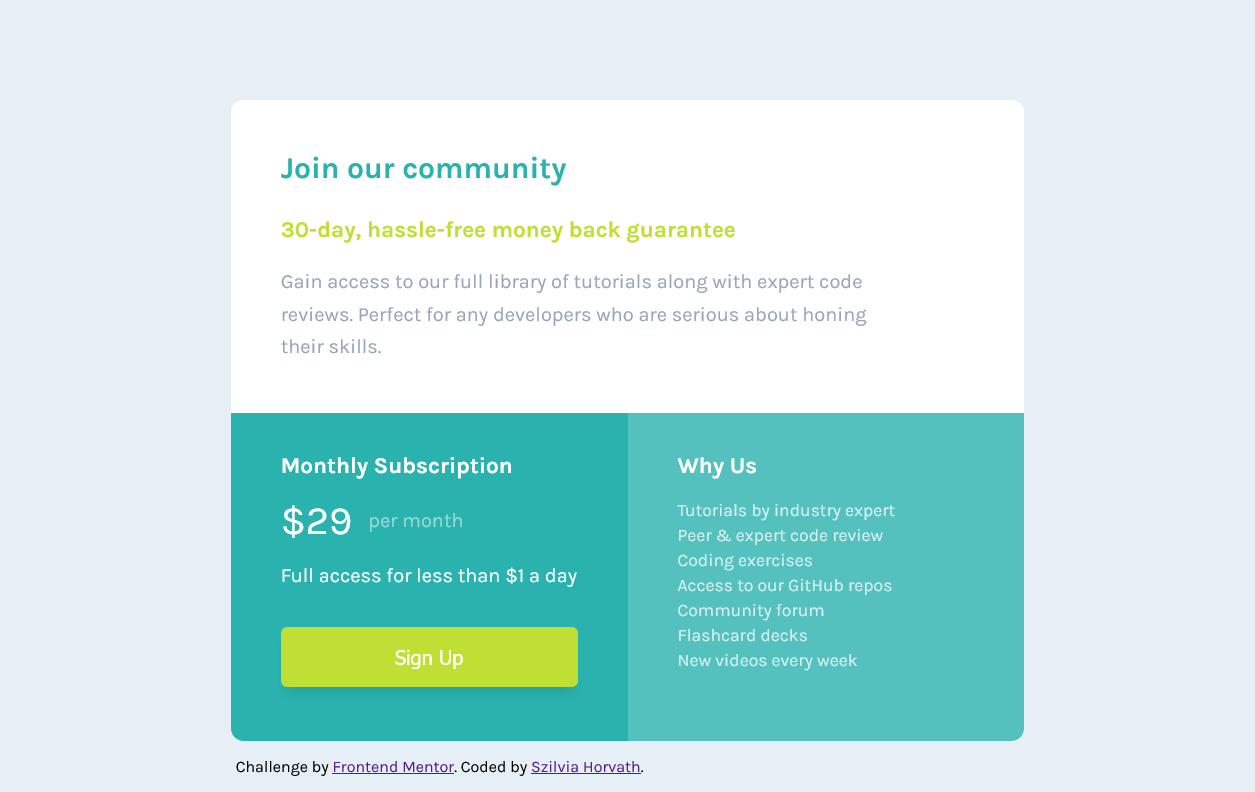 Join our community
30-day, hassle-free money back guarantee
Gain access to our full library of tutorials along with expert code
reviews. Perfect for any developers who are serious about honing
their skills.
Monthly Subscription
$29 per month
Full access for less than $1 a day
Sign Up
Why Us
Tutorials by industry expert
Peer & expert code review
Coding exercises
Access to our GitHub repos
Community forum
Flashcard decks
New videos every week
Challenge by Frontend Mentor. Coded by Szilvia Horvath.